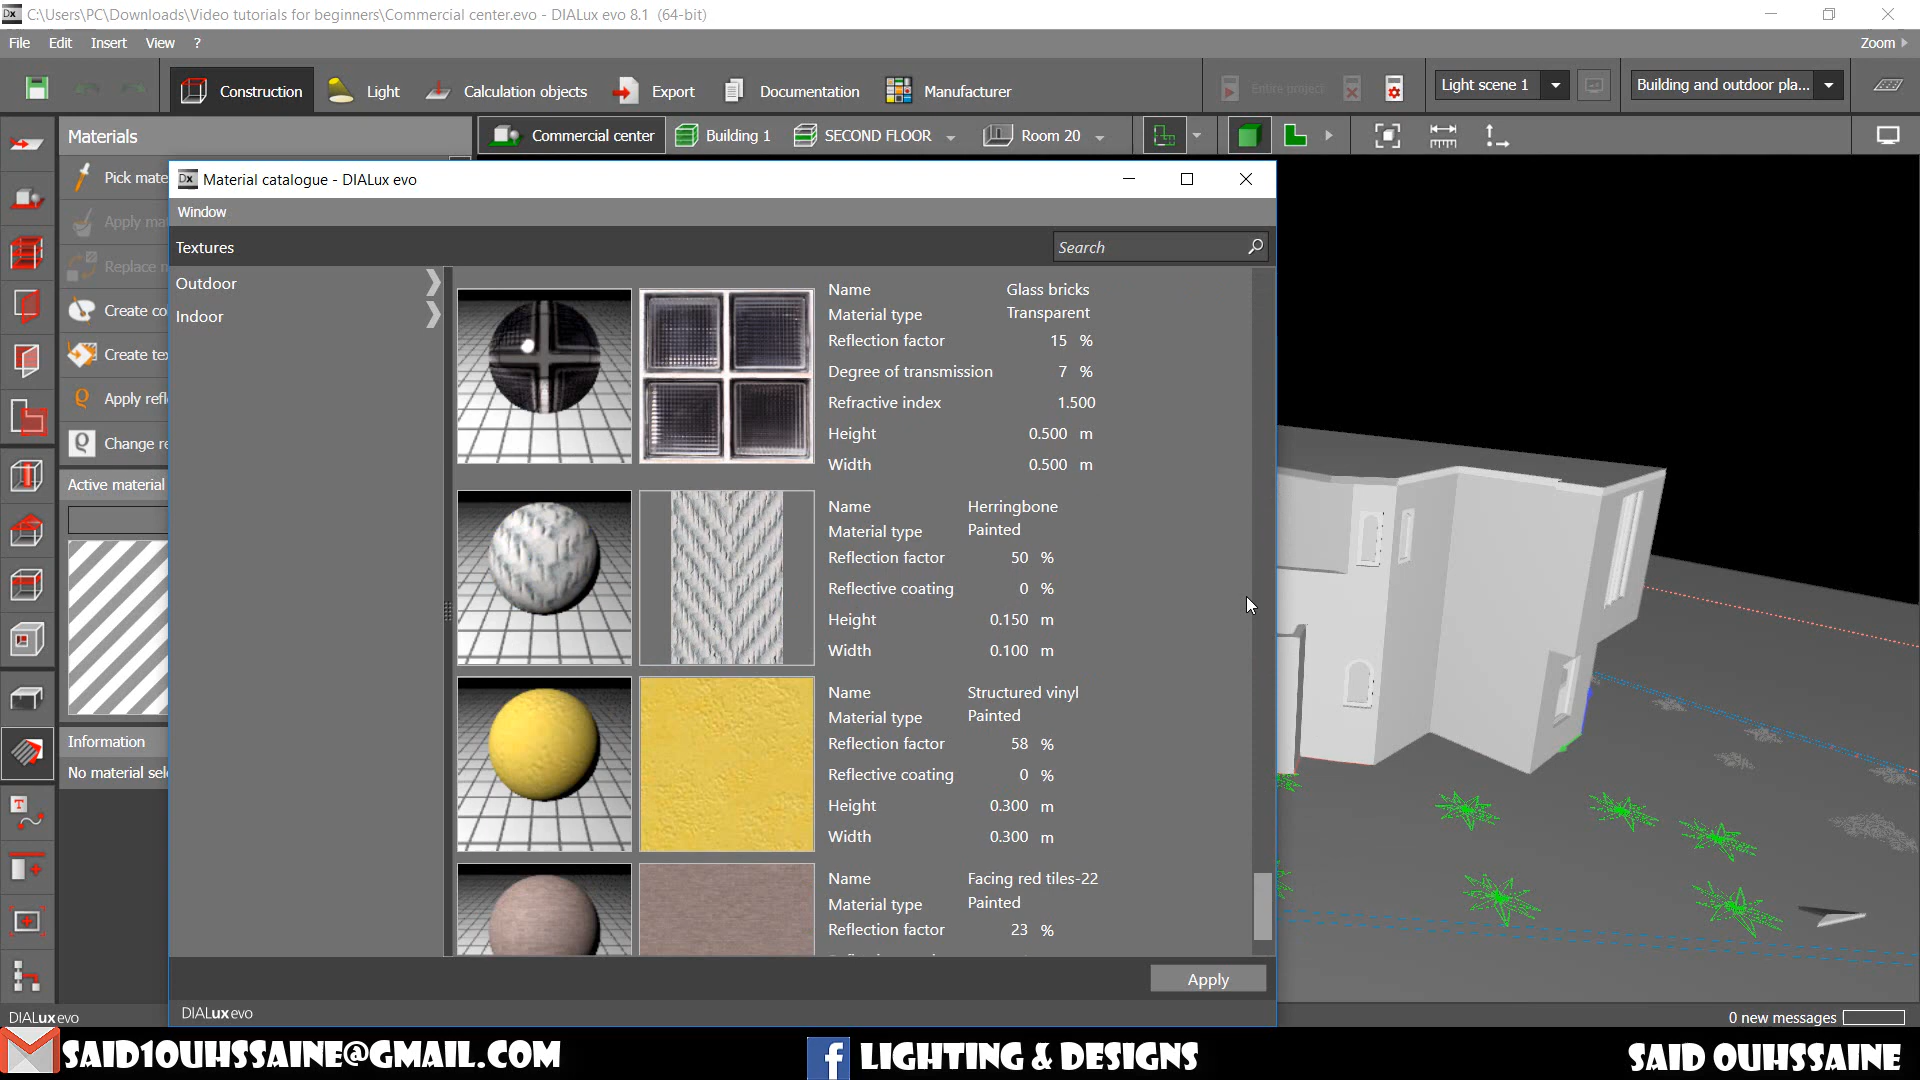 C:\Users\PC\Downloads\Video tutorials for beginners\Commercial center.evo - DIALux evo 8.1 (64-bit)
File Edit Insert View ? Zoom
Construction Light Calculation objects Export Documentation Manufacturer Entire project Light scene 1 Building and outdoor pla...
Materials Commercial center Building 1 SECOND FLOOR Room 20
Pick mate
Apply ma
Replace n
Create co
Create tex
Apply refl
Change re
Active material
Information
No material sel
DIALux evo
Material catalogue - DIALux evo
Window
Textures Search
Outdoor
Indoor
Name Glass bricks
Material type Transparent
Reflection factor 15 %
Degree of transmission 7 %
Refractive index 1.500
Height 0.500 m
Width 0.500 m
Name Herringbone
Material type Painted
Reflection factor 50 %
Reflective coating 0 %
Height 0.150 m
Width 0.100 m
Name Structured vinyl
Material type Painted
Reflection factor 58 %
Reflective coating 0 %
Height 0.300 m
Width 0.300 m
Name Facing red tiles-22
Material type Painted
Reflection factor 23 %
Apply
DIALux evo
0 new messages
SAID1OUHSSAINE@GMAIL.COM LIGHTING & DESIGNS SAID OUHSSAINE